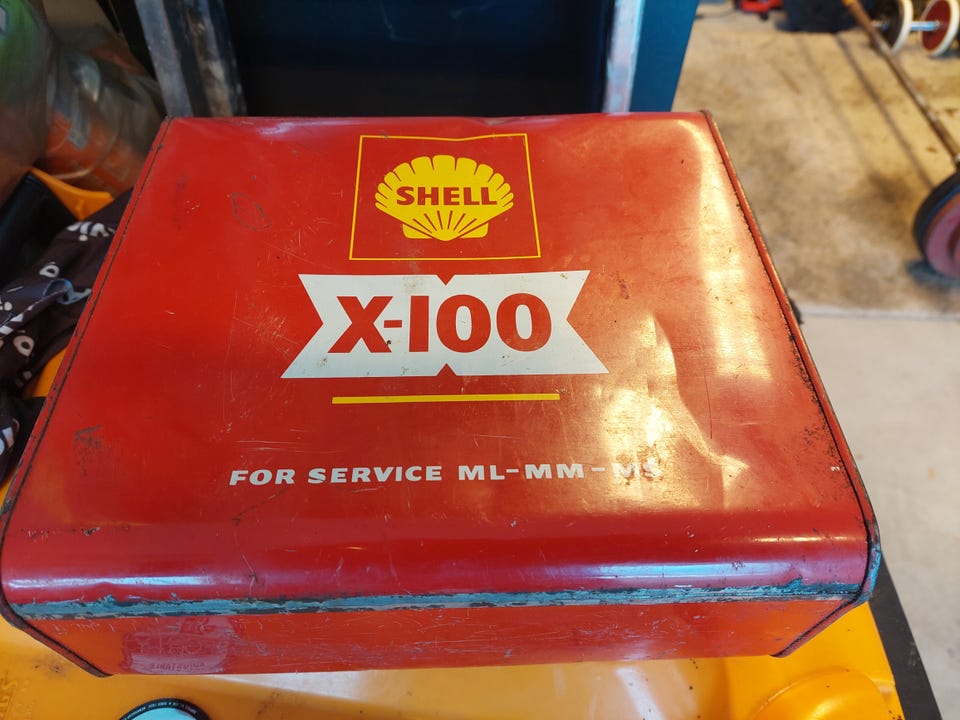 SHELL
X-100
FOR SERVICE ML-MM-MS